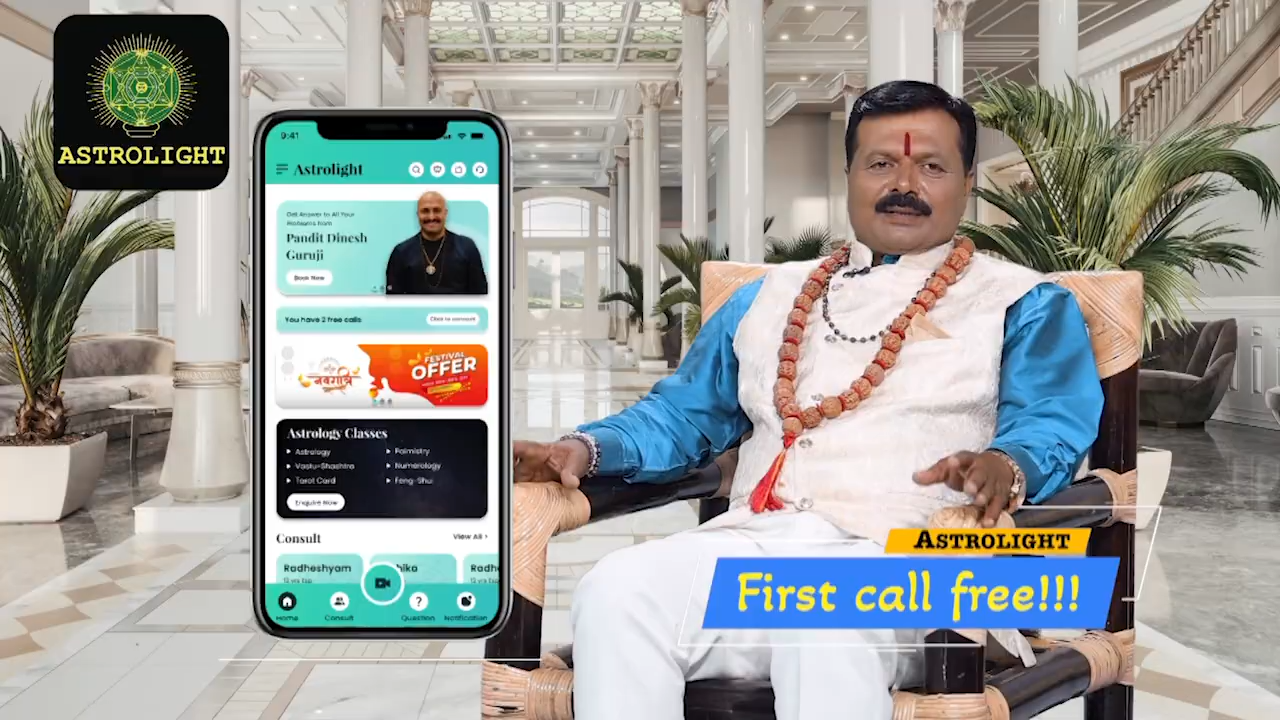 ASTROLIGHT
9:41
Astrolight
Get Answer to All Your
Problems from
Pandit Dinesh
Guruji
Book Now
You have 2 free calls
Click to connect
नवरात्रि
FESTIVAL
OFFER
Astrology Classes
Astrology
Palmistry
Vastu-Shashtra
Numerology
Tarot Card
Feng-Shui
Enquire Now
Consult
View All >
Radheshyam
Home
Consult
?
Question
Notification
ASTROLIGHT
First call free!!!